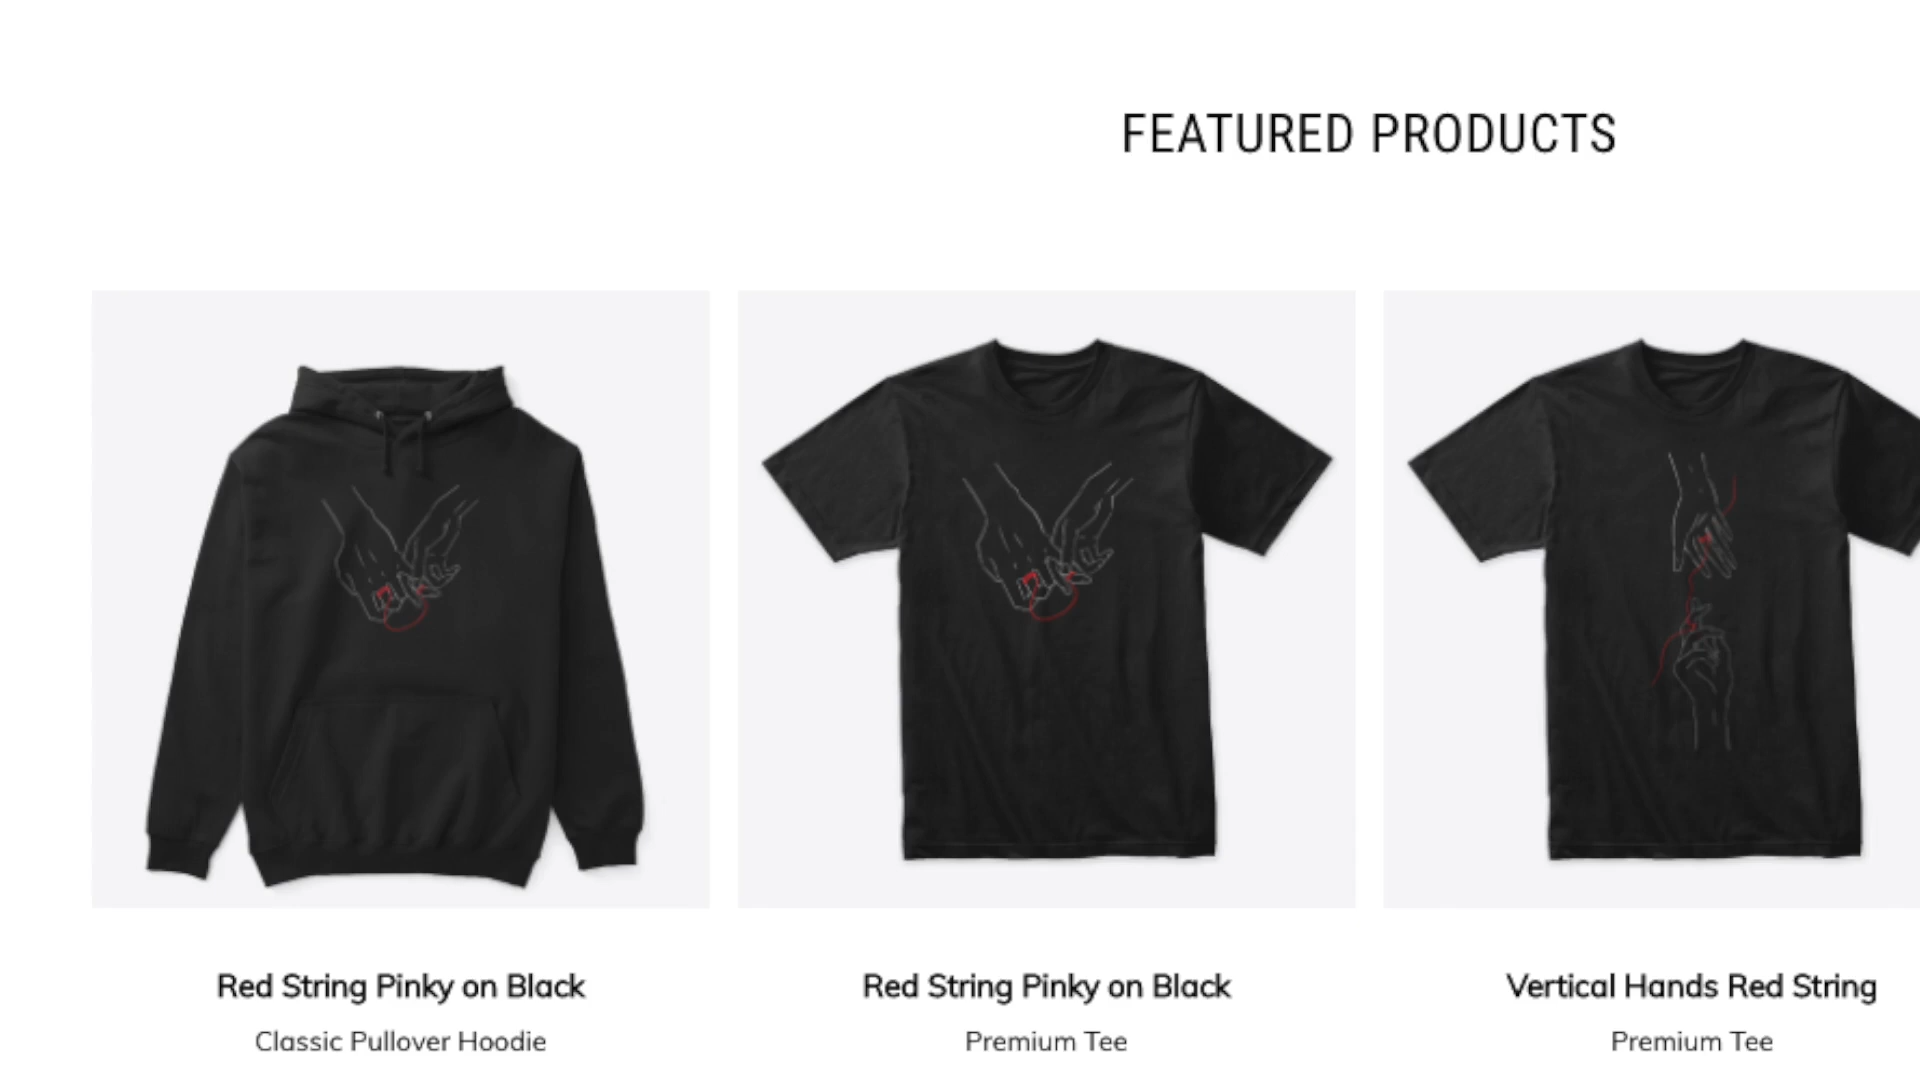 FEATURED PRODUCTS
Red String Pinky on Black
Classic Pullover Hoodie
Red String Pinky on Black
Premium Tee
Vertical Hands Red String
Premium Tee